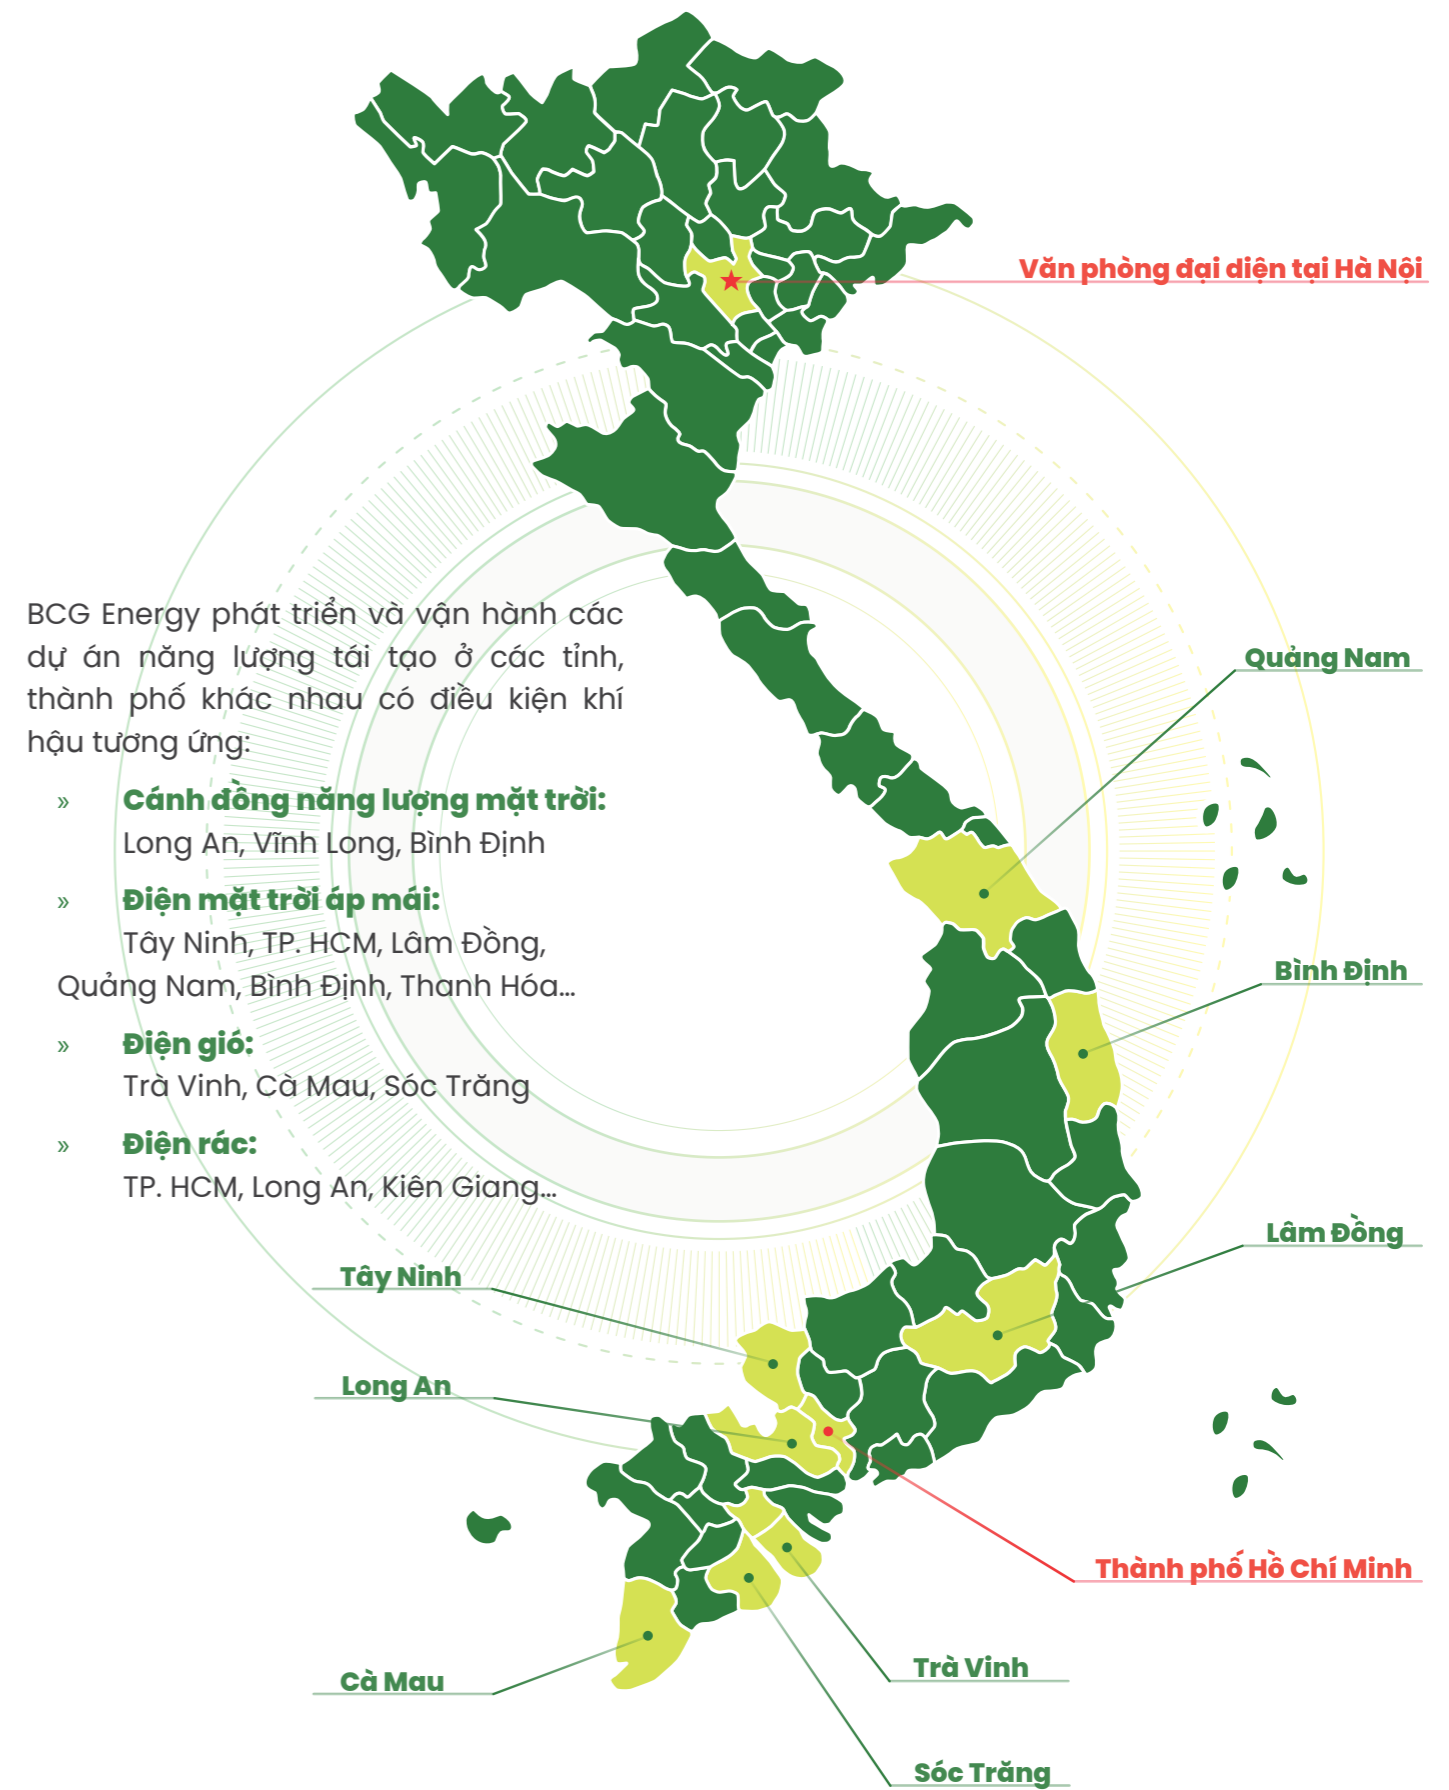 Văn phòng đại diện tại Hà Nội
BCG Energy phát triển và vận hành các
dự án năng lượng tái tạo ở các tỉnh,
thành phố khác nhau có điều kiện khí
hậu tương ứng:
» Cánh đồng năng lượng mặt trời:
Long An, Vĩnh Long, Bình Định
» Điện mặt trời áp mái:
Tây Ninh, TP. HCM, Lâm Đồng,
Quảng Nam, Bình Định, Thanh Hóa...
» Điện gió:
Trà Vinh, Cà Mau, Sóc Trăng
» Điện rác:
TP. HCM, Long An, Kiên Giang...
Quảng Nam
Bình Định
Lâm Đồng
Tây Ninh
Long An
Thành phố Hồ Chí Minh
Trà Vinh
Cà Mau
Sóc Trăng